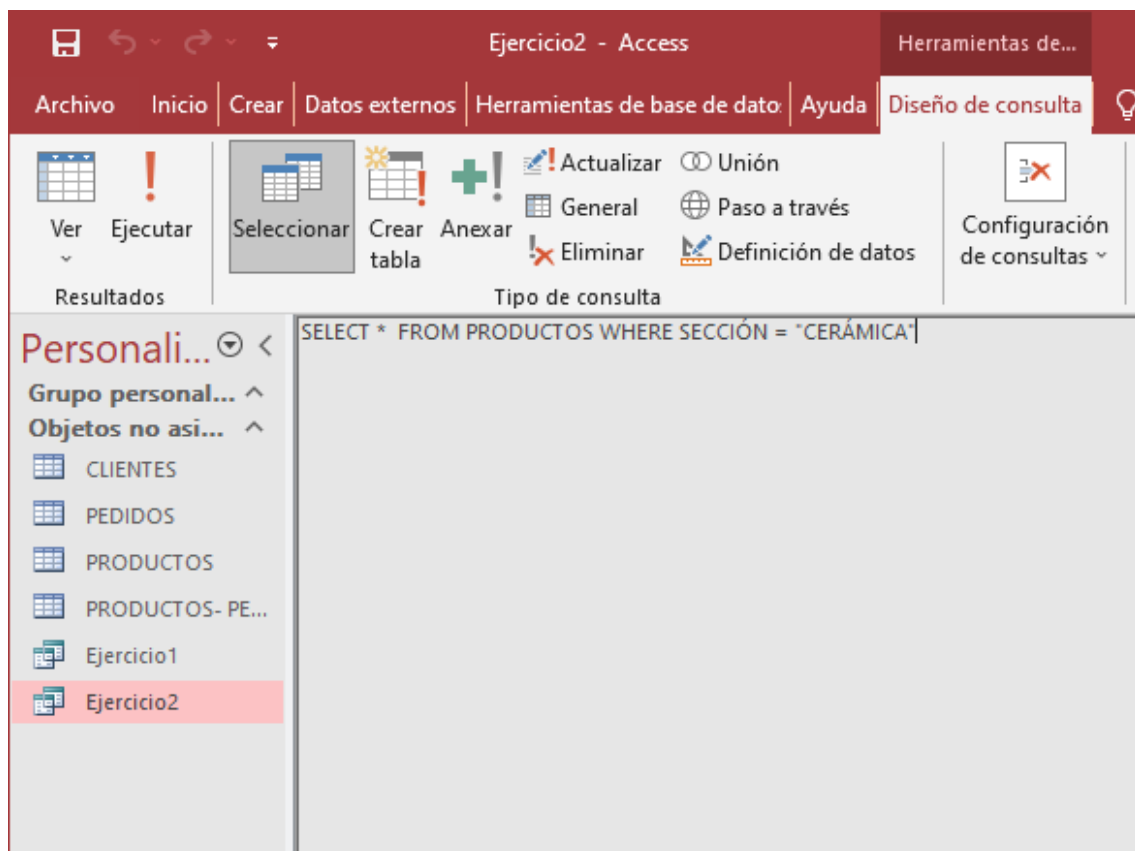 Ejercicio2 - Access
Herramientas de...
Archivo Inicio Crear Datos externos Herramientas de base de dato: Ayuda Diseño de consulta
Ver
Ejecutar
Resultados
Seleccionar
Crear
tabla
Anexar
Actualizar
General
Eliminar
Unión
Paso a través
Definición de datos
Tipo de consulta
Configuración
de consultas
Personali...
Grupo personal...
Objetos no asi...
CLIENTES
PEDIDOS
PRODUCTOS
PRODUCTOS- PE...
Ejercicio1
Ejercicio2
SELECT * FROM PRODUCTOS WHERE SECCIÓN = "CERÁMICA"